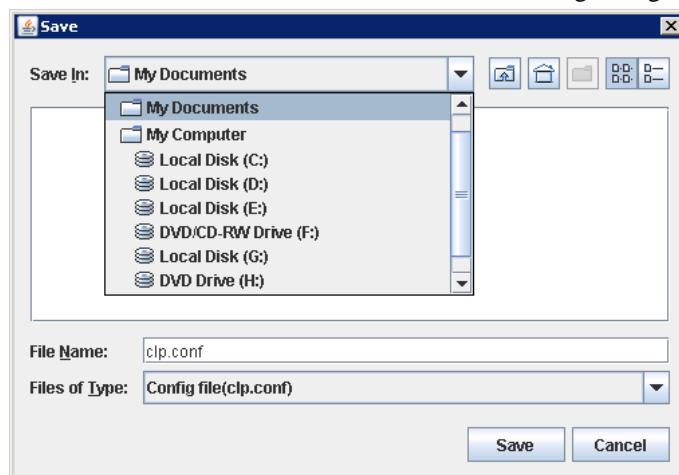 Save
Save In: My Documents
My Documents
My Computer
Local Disk (C:)
Local Disk (D:)
Local Disk (E:)
DVD/CD-RW Drive (F:)
Local Disk (G:)
DVD Drive (H:)
File Name: clp.conf
Files of Type: Config file(clp.conf)
Save Cancel